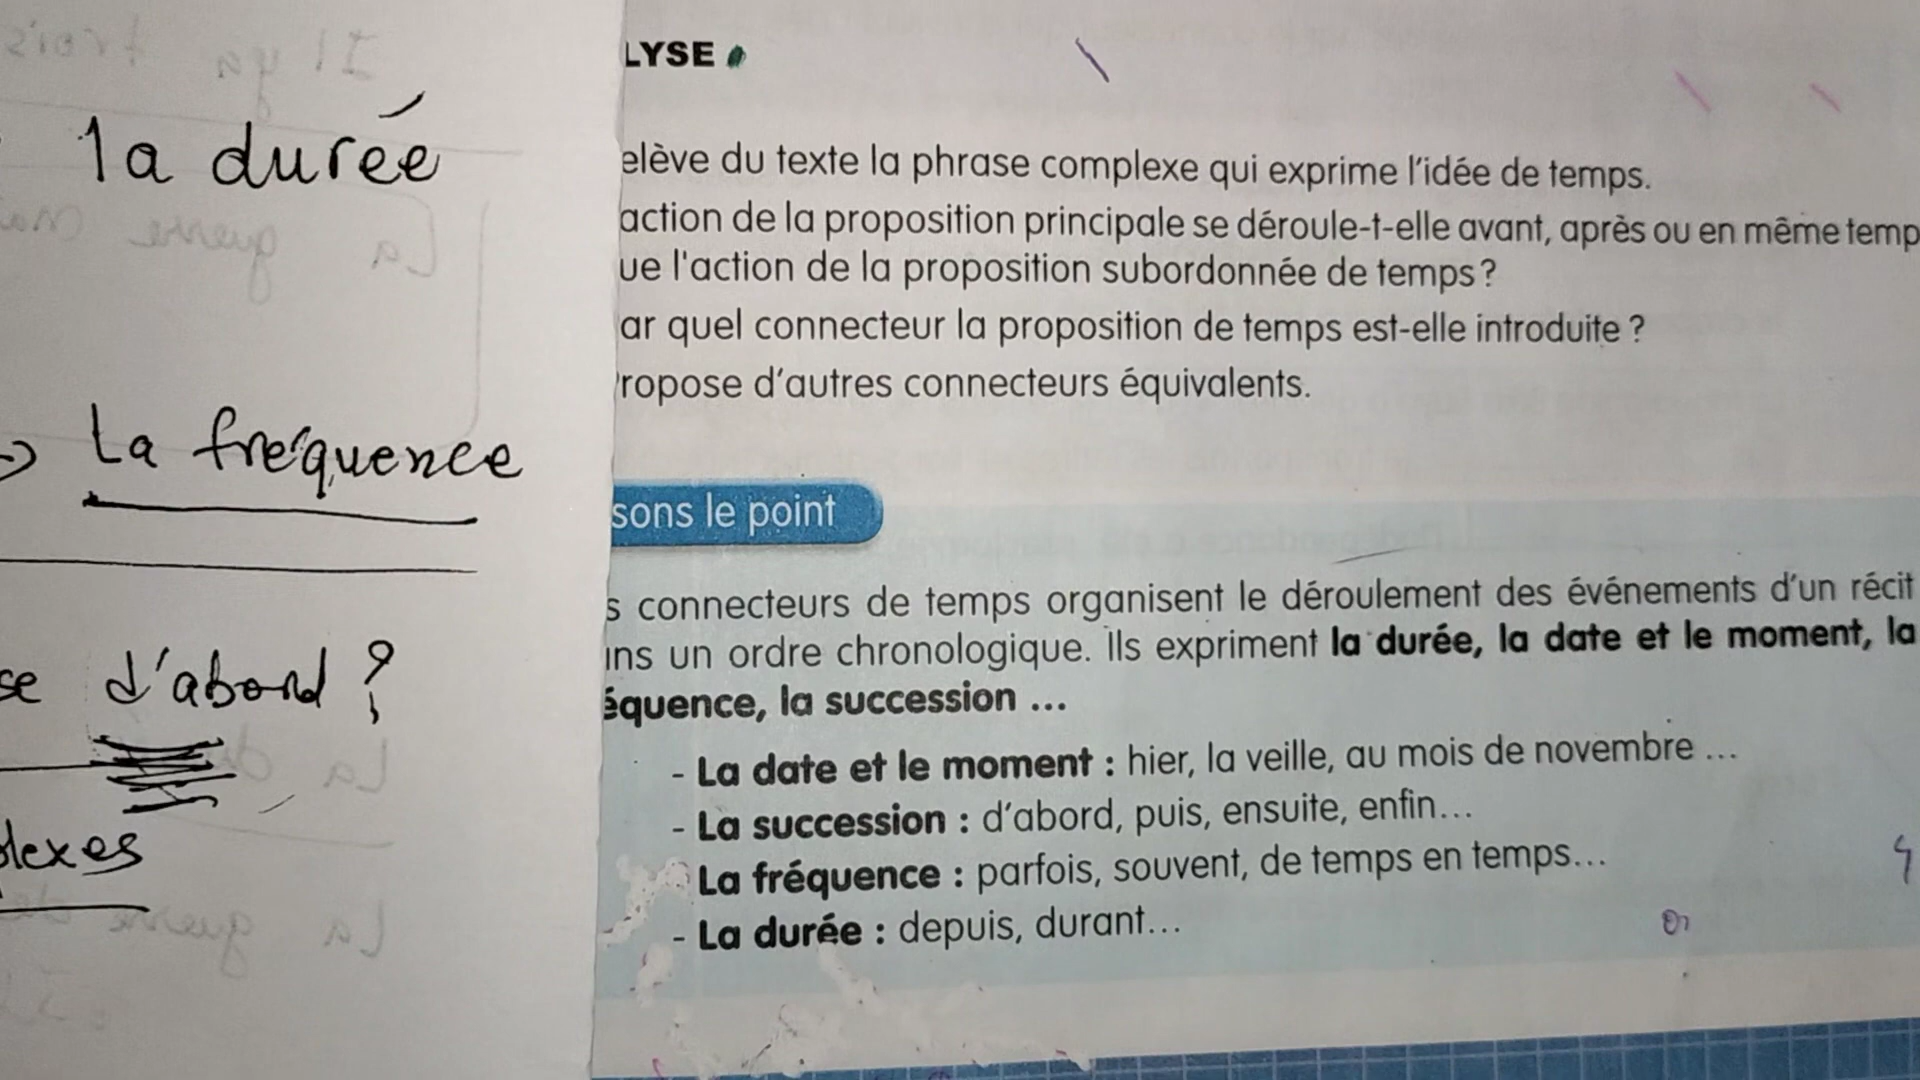 la durée
La fréquence
se d'abord ?
plexes
LYSE
elève du texte la phrase complexe qui exprime l'idée de temps.
action de la proposition principale se déroule-t-elle avant, après ou en même temp
ue l'action de la proposition subordonnée de temps ?
ar quel connecteur la proposition de temps est-elle introduite ?
ropose d'autres connecteurs équivalents.
sons le point
s connecteurs de temps organisent le déroulement des événements d'un récit
ns un ordre chronologique. Ils expriment la durée, la date et le moment, la
équence, la succession ...
- La date et le moment : hier, la veille, au mois de novembre ...
- La succession : d'abord, puis, ensuite, enfin...
La fréquence : parfois, souvent, de temps en temps...
- La durée : depuis, durant...